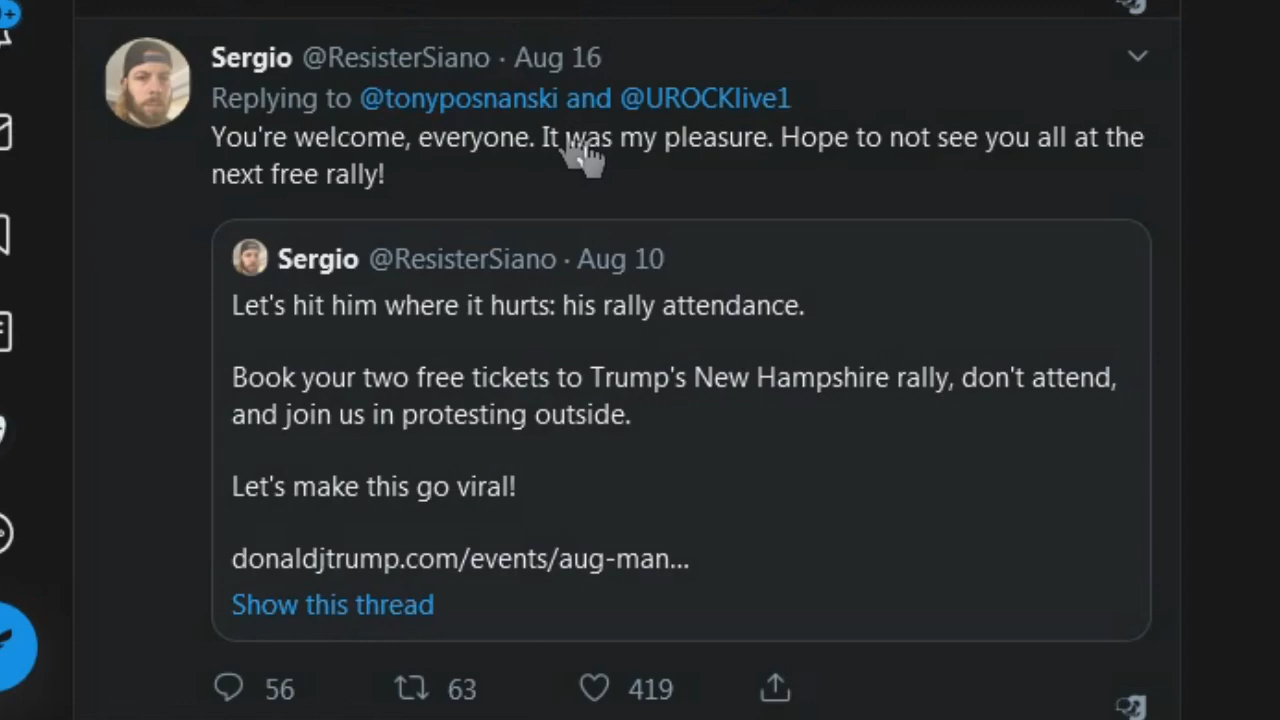 Sergio @ResisterSiano · Aug 16
Replying to @tonyposnanski and @UROCKlive1
You're welcome, everyone. It was my pleasure. Hope to not see you all at the
next free rally!
Sergio @ResisterSiano · Aug 10
Let's hit him where it hurts: his rally attendance.
Book your two free tickets to Trump's New Hampshire rally, don't attend,
and join us in protesting outside.
Let's make this go viral!
donaldjtrump.com/events/aug-man...
Show this thread
56 63 419